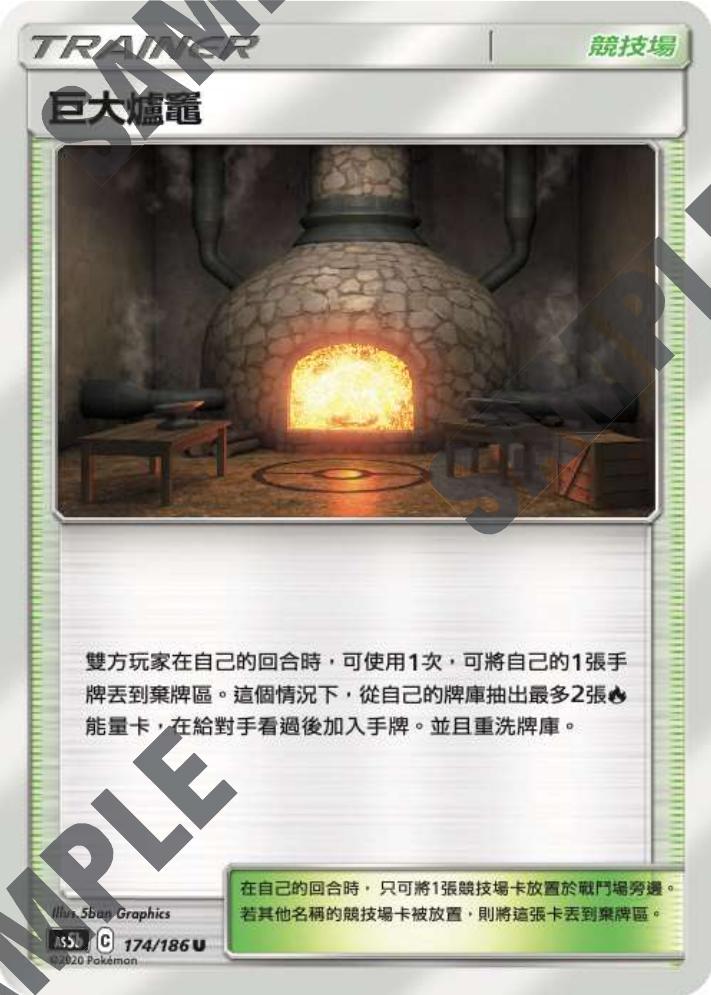 SAMPLE
TRAINER
競技場
巨大爐竈
SAMPLE
雙方玩家在自己的回合時，可使用1次，可將自己的1張手
牌丟到棄牌區。這個情況下，從自己的牌庫抽出最多2張
能量卡，在給對手看過後加入手牌。並且重洗牌庫。
SAMPLE
在自己的回合時， 只可將1張競技場卡放置於戰鬥場旁邊。
若其他名稱的競技場卡被放置，則將這張卡丟到棄牌區。
Illus. 5ban Graphics
AS5b C 174/186 U
©2020 Pokémon